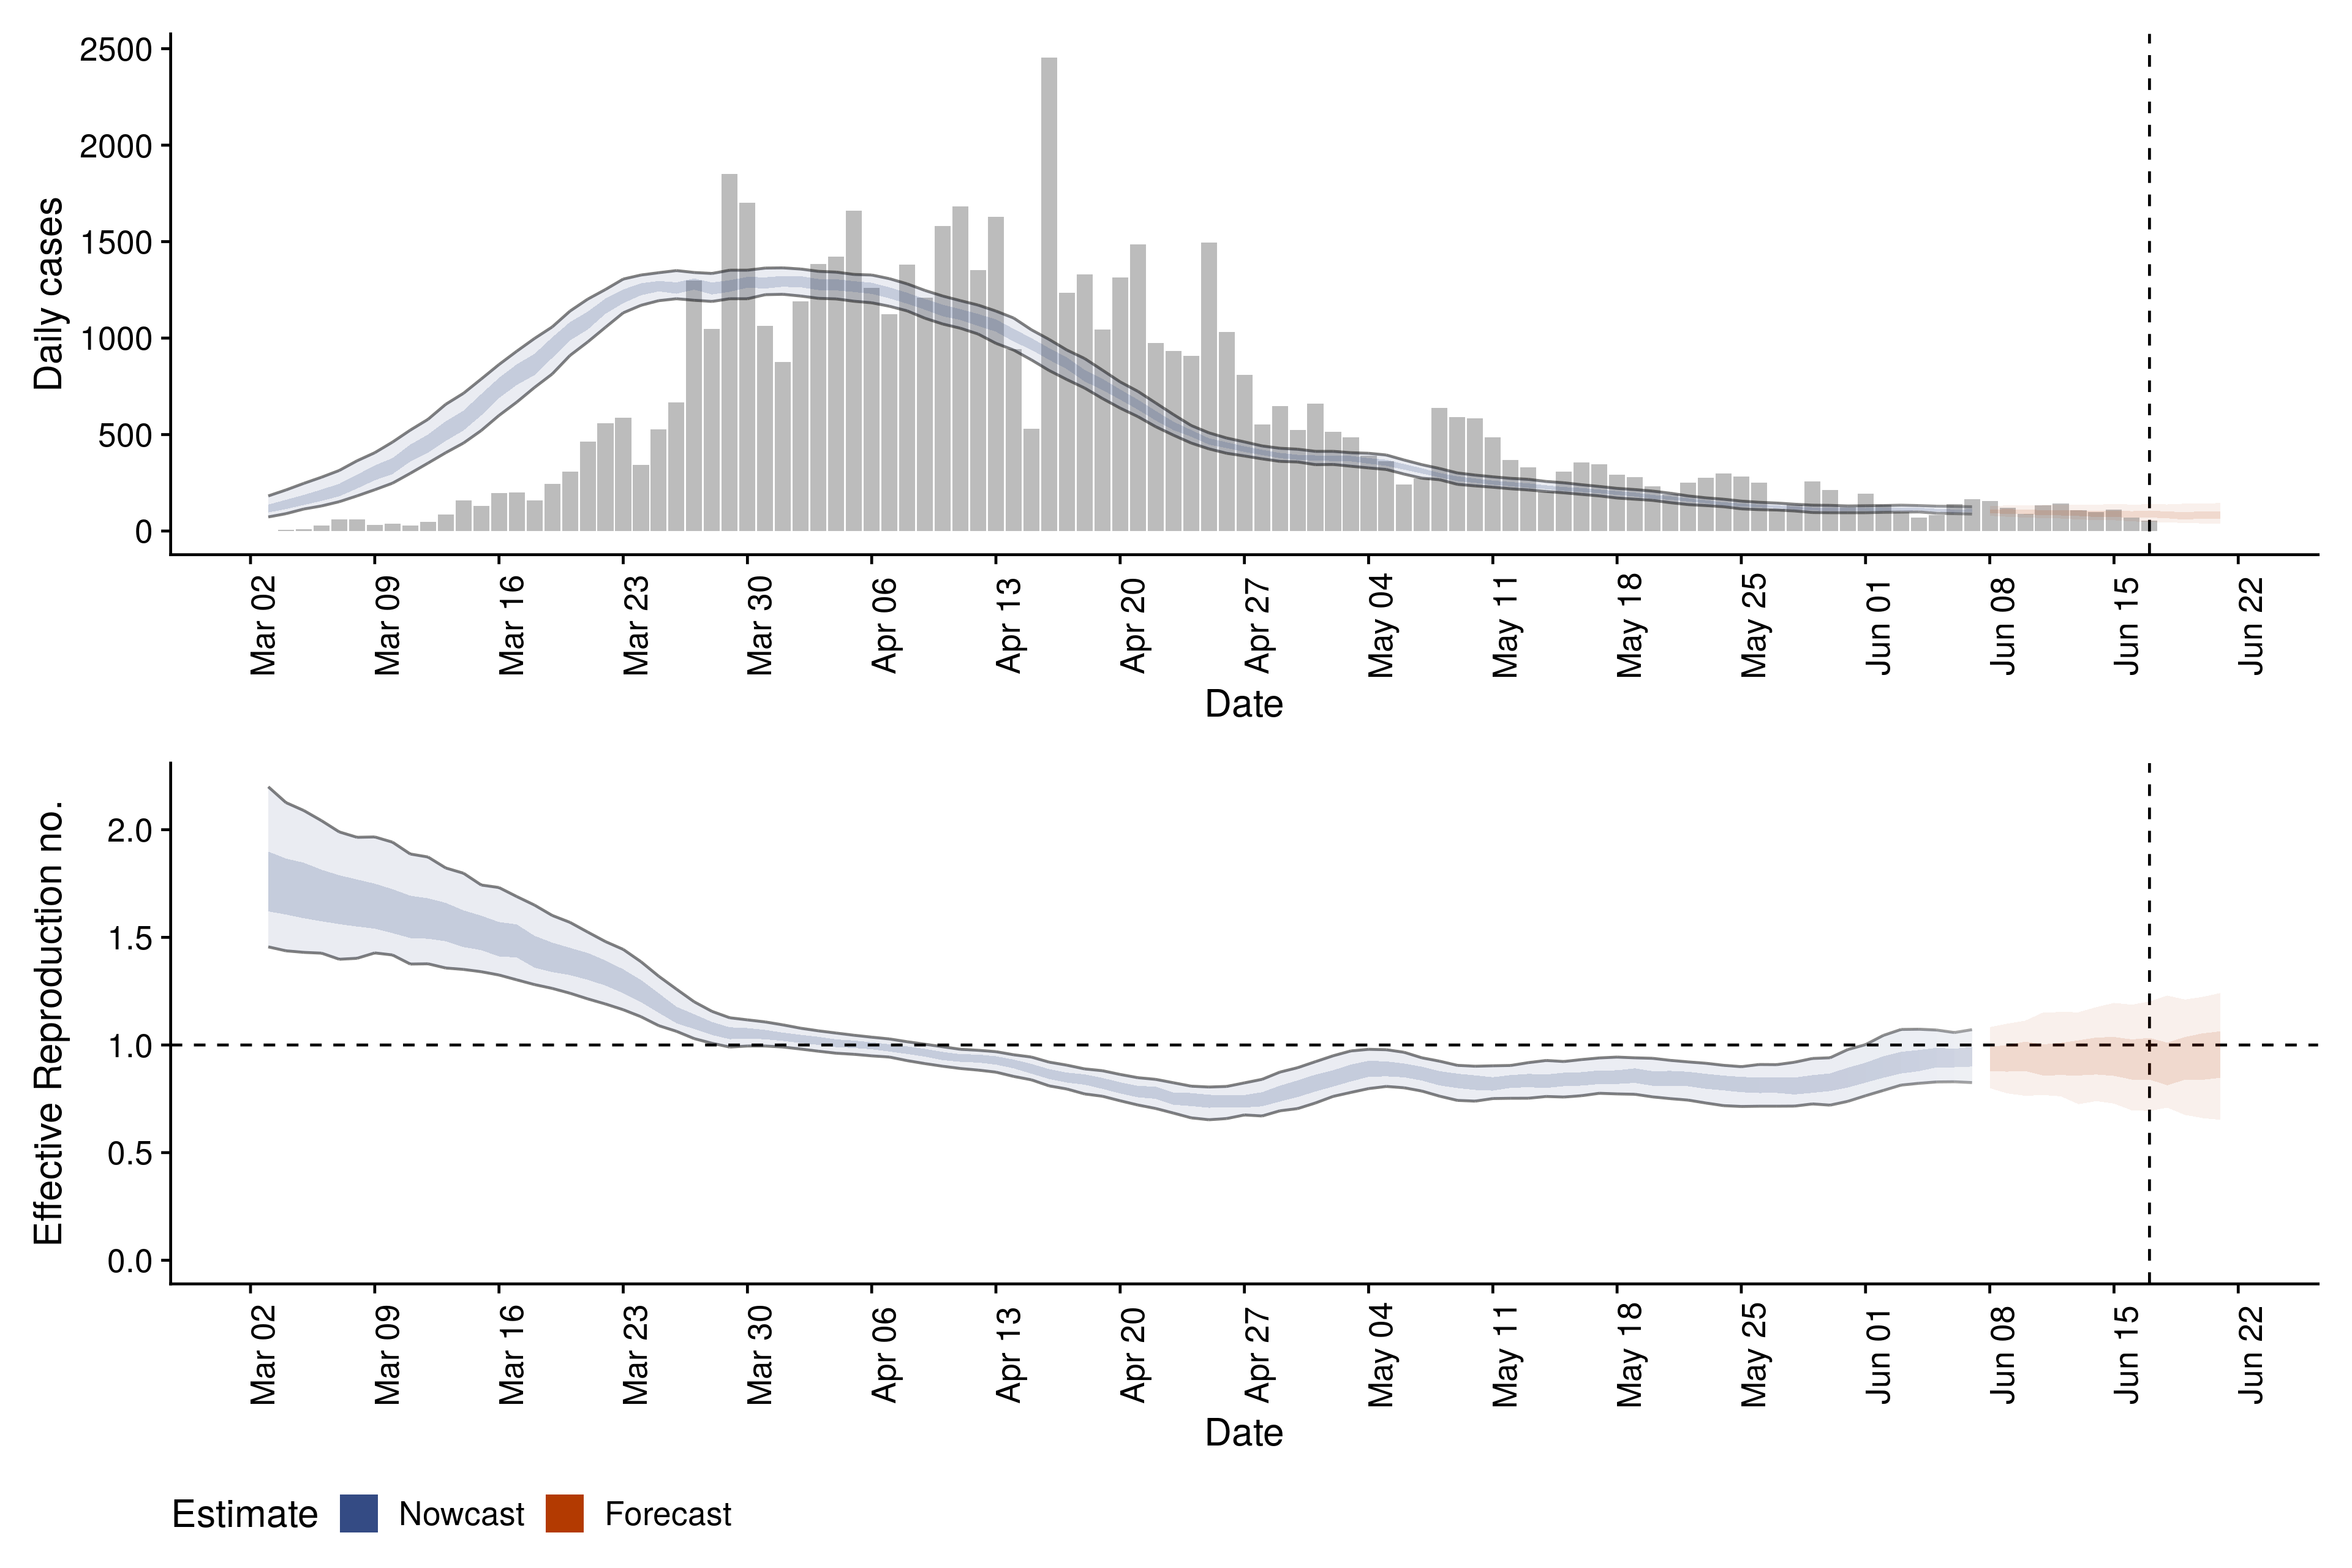 2500
2000
1500
1000
500
0
Daily cases
Mar 02 Mar 09 Mar 16 Mar 23 Mar 30 Apr 06 Apr 13 Apr 20 Apr 27 May 04 May 11 May 18 May 25 Jun 01 Jun 08 Jun 15 Jun 22
Date
2.0
1.5
1.0
0.5
0.0
Effective Reproduction no.
Mar 02 Mar 09 Mar 16 Mar 23 Mar 30 Apr 06 Apr 13 Apr 20 Apr 27 May 04 May 11 May 18 May 25 Jun 01 Jun 08 Jun 15 Jun 22
Date
Estimate Nowcast Forecast